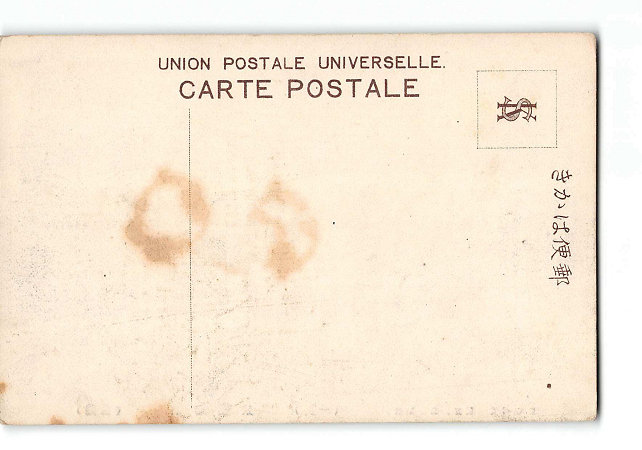 UNION POSTALE UNIVERSELLE.
CARTE POSTALE
郵便はかき